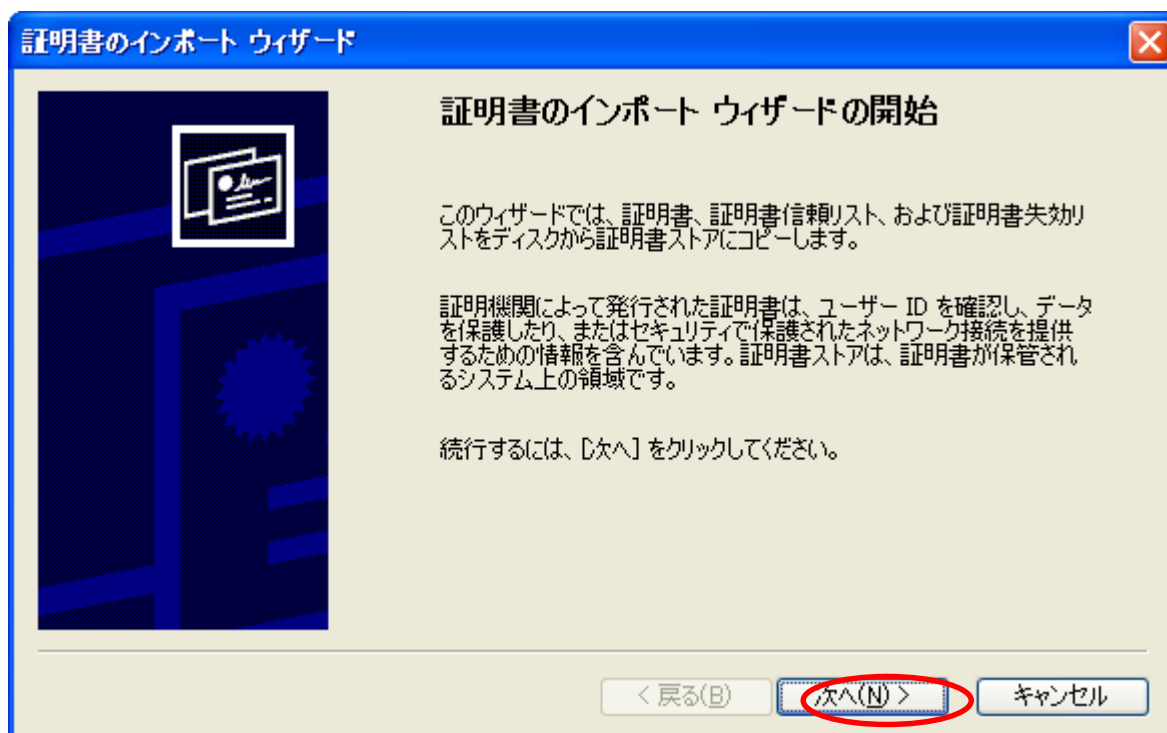 証明書のインポート ウィザード
証明書のインポート ウィザードの開始
このウィザードでは、証明書、証明書信頼リスト、および証明書失効リ
ストをディスクから証明書ストアにコピーします。
証明機関によって発行された証明書は、ユーザー ID を確認し、データ
を保護したり、またはセキュリティで保護されたネットワーク接続を提供
するための情報を含んでいます。証明書ストアは、証明書が保管され
るシステム上の領域です。
続行するには、[次へ] をクリックしてください。
< 戻る(B) 次へ(N) > キャンセル